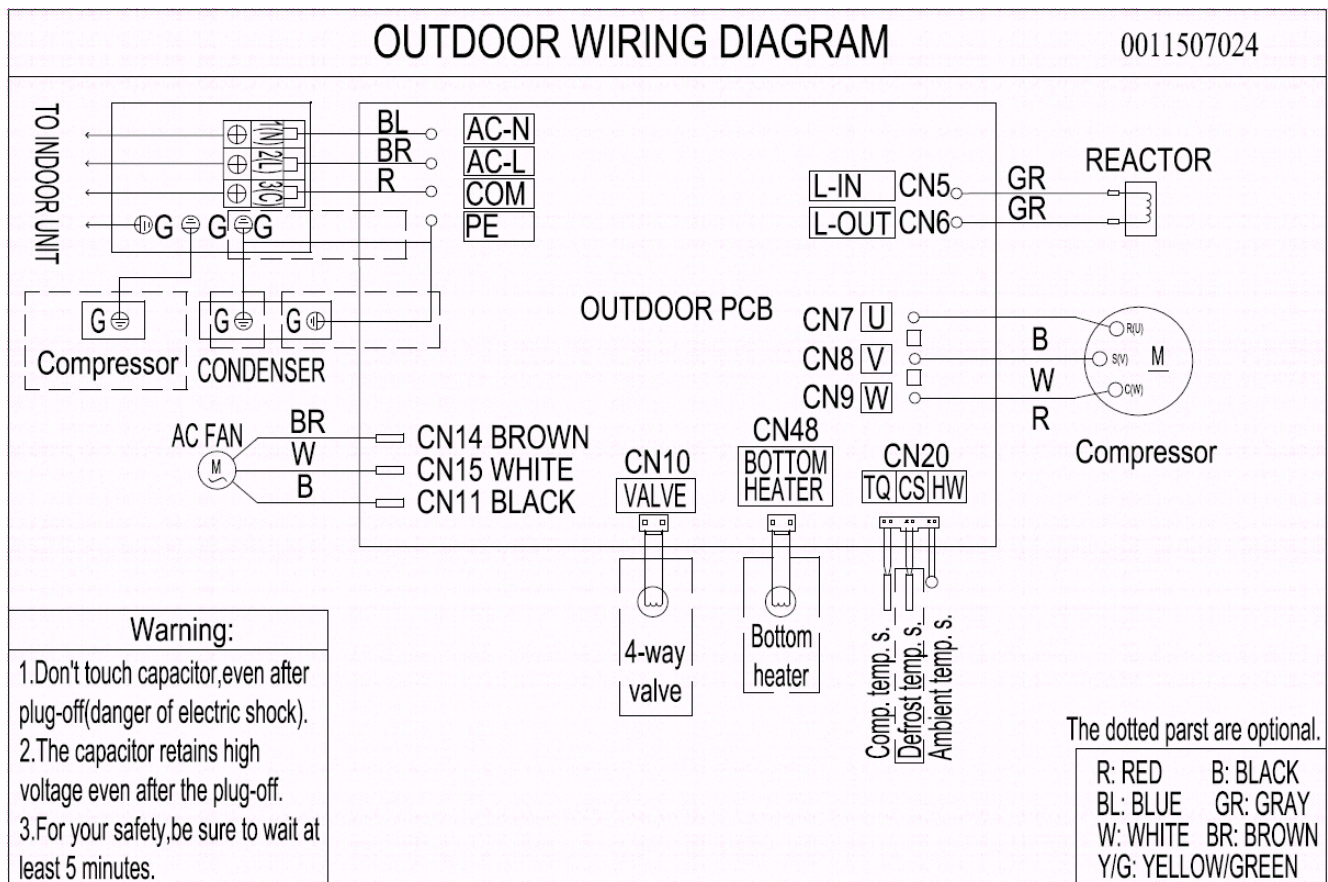 OUTDOOR WIRING DIAGRAM
0011507024
TO INDOOR UNIT
1(N)
2(L)
3(C)
BL
BR
R
AC-N
AC-L
COM
PE
G
G
G
G
G
G
Compressor
CONDENSER
L-IN CN5
L-OUT CN6
GR
GR
REACTOR
OUTDOOR PCB
CN7 U
CN8 V
CN9 W
B
W
R
R(U)
S(V)
C(W)
M
Compressor
AC FAN
M
BR
W
B
CN14 BROWN
CN15 WHITE
CN11 BLACK
CN10
VALVE
CN48
BOTTOM
HEATER
CN20
TQ CS HW
4-way
valve
Bottom
heater
Comp. temp. s.
Defrost temp. s.
Ambient temp. s.
Warning:
1.Don't touch capacitor,even after
plug-off(danger of electric shock).
2.The capacitor retains high
voltage even after the plug-off.
3.For your safety,be sure to wait at
least 5 minutes.
The dotted parst are optional.
R: RED B: BLACK
BL: BLUE GR: GRAY
W: WHITE BR: BROWN
Y/G: YELLOW/GREEN